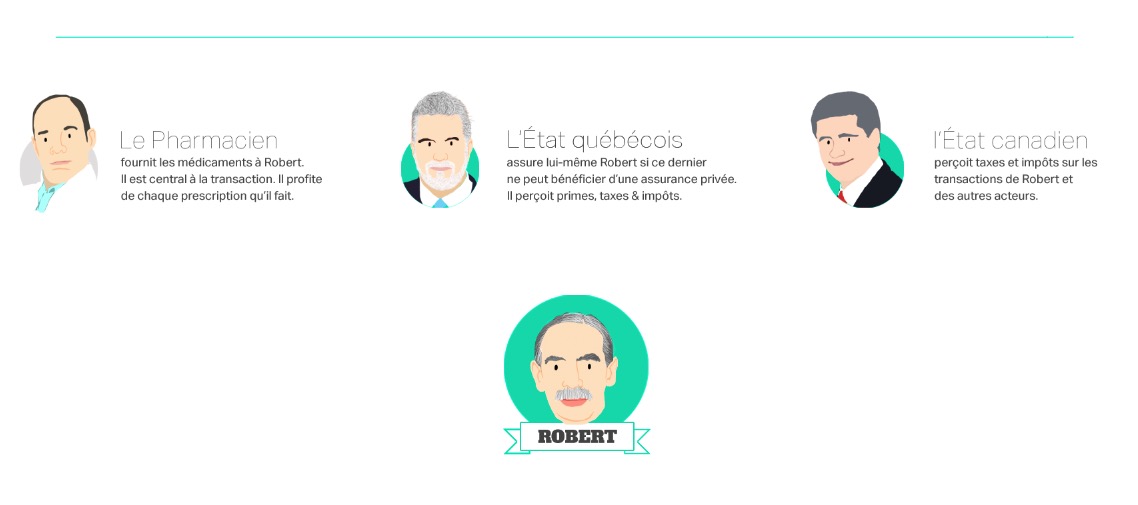 Le Pharmacien
fournit les médicaments à Robert.
Il est central à la transaction. Il profite
de chaque prescription qu'il fait.
L'État québécois
assure lui-même Robert si ce dernier
ne peut bénéficier d'une assurance privée.
Il perçoit primes, taxes & impôts.
l'État canadien
perçoit taxes et impôts sur les
transactions de Robert et
des autres acteurs.
ROBERT